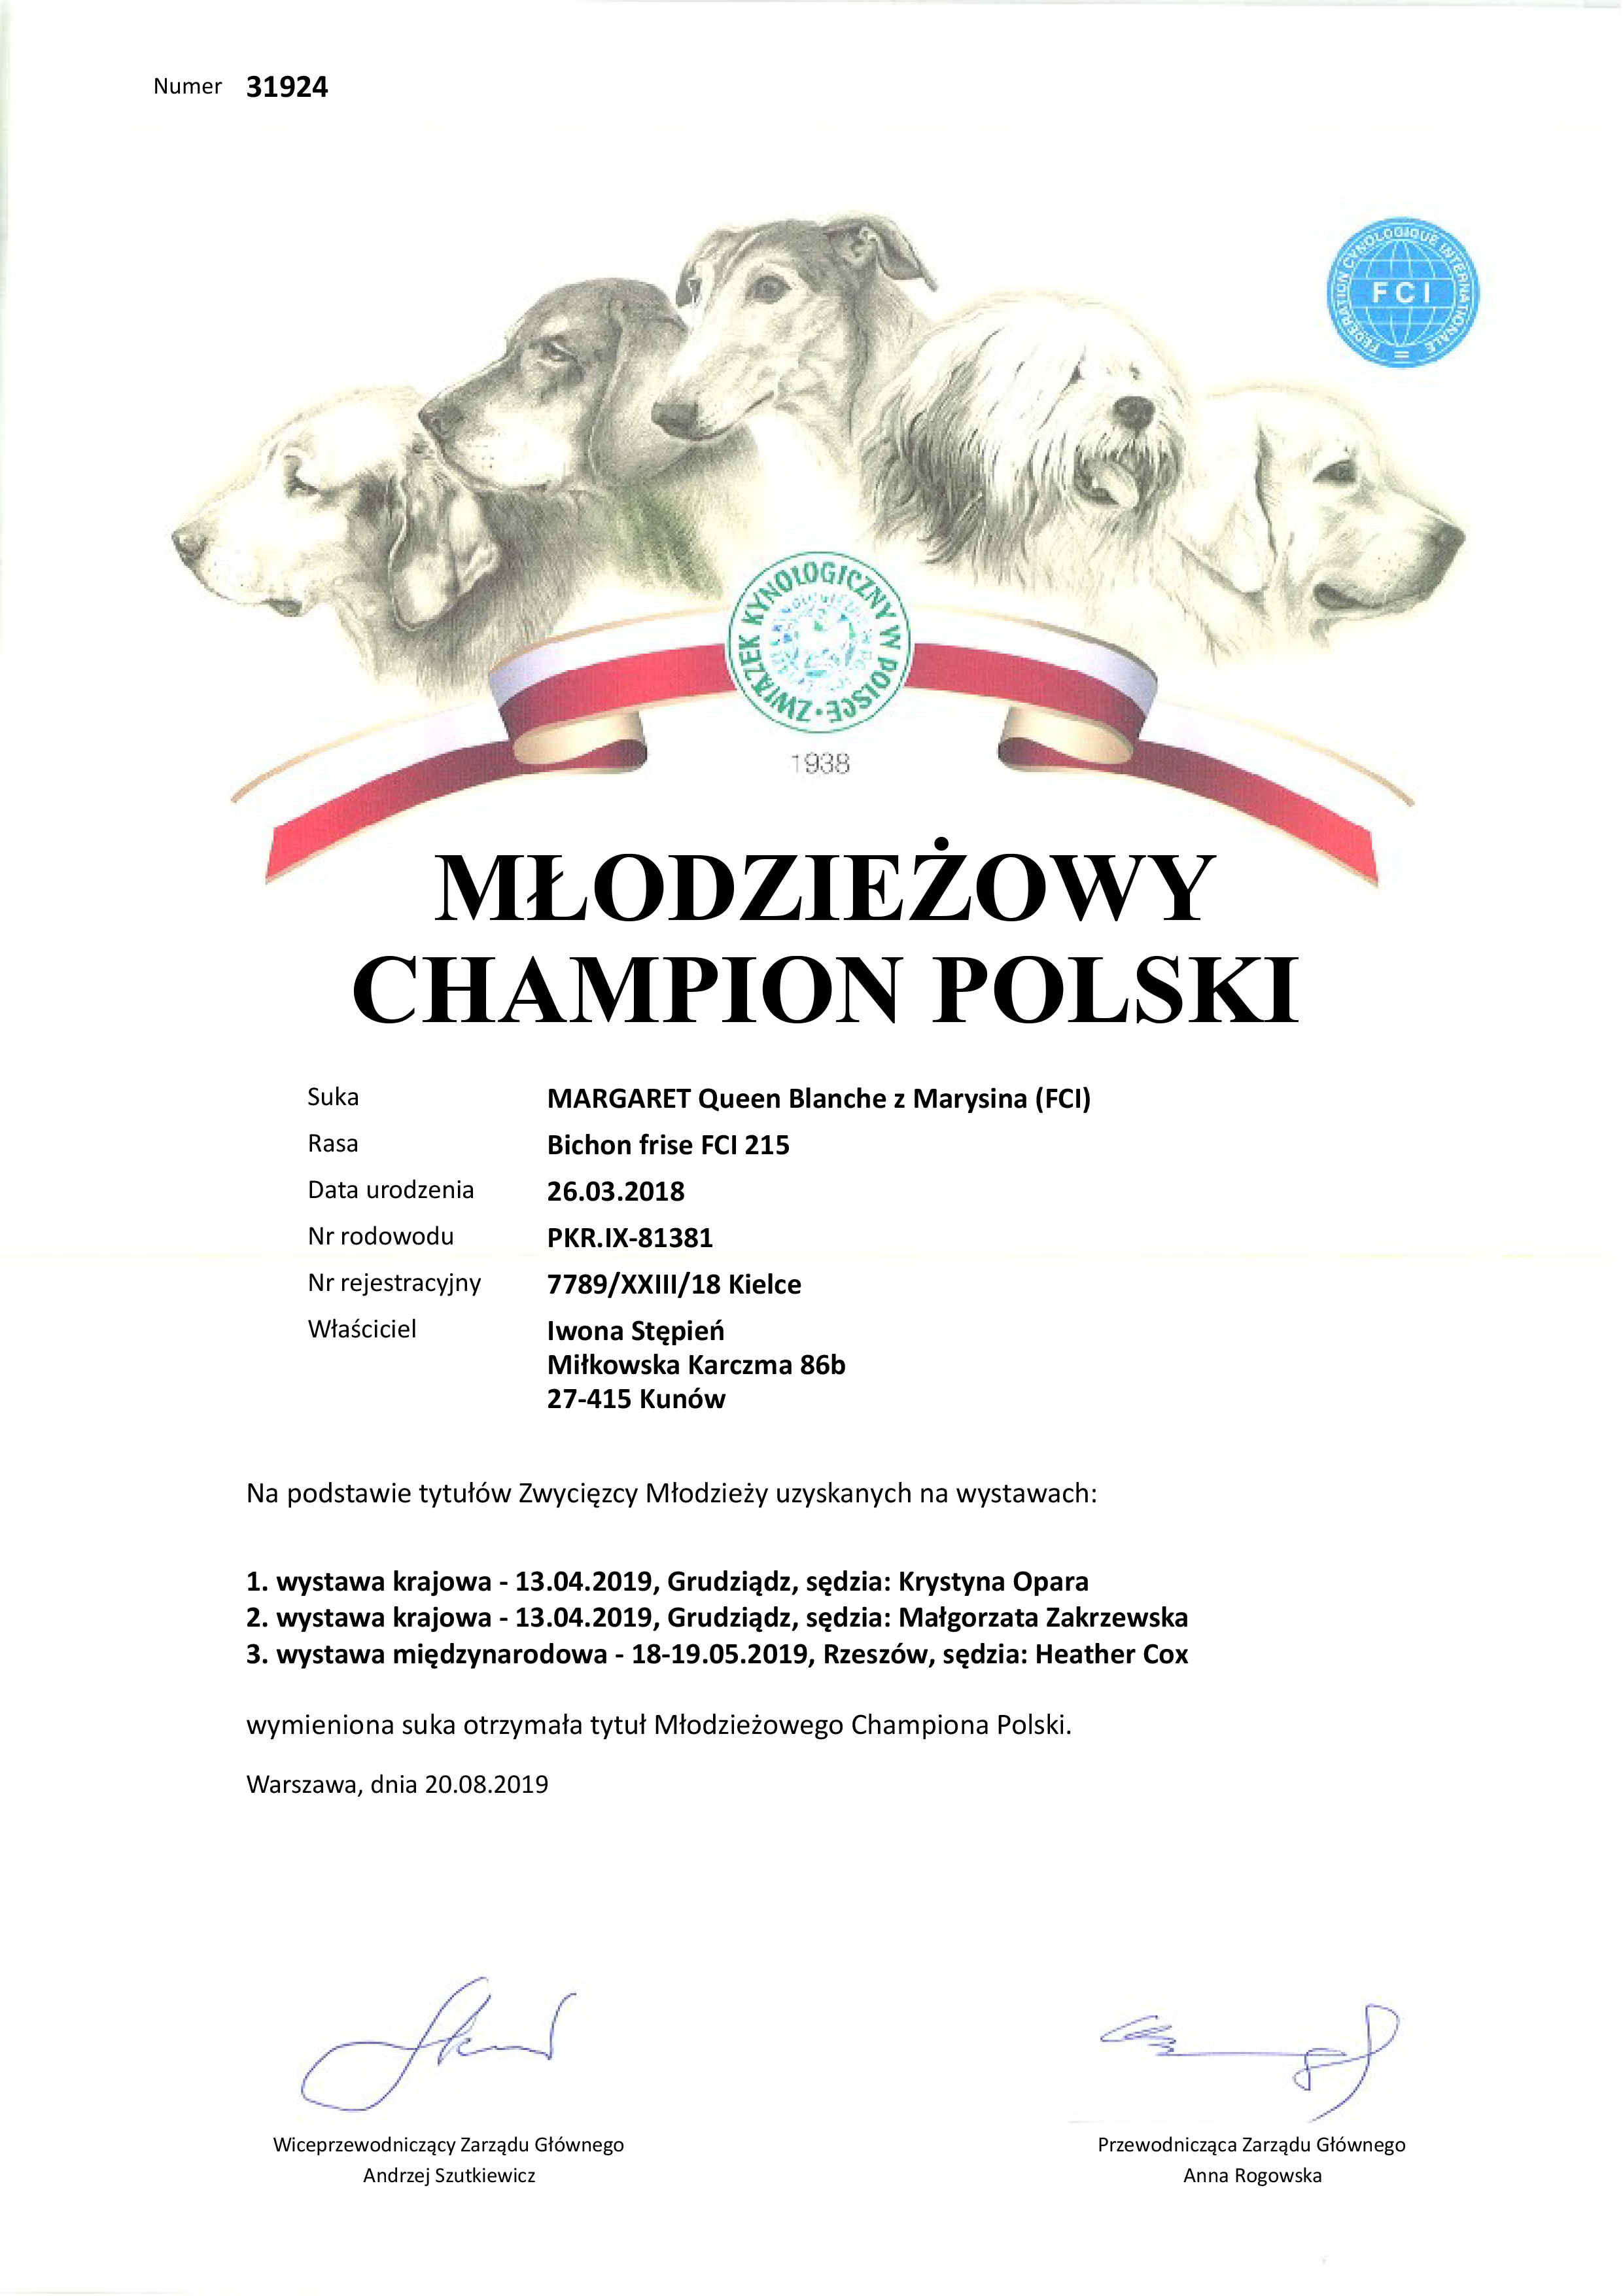 Numer 31924
FEDERATION CYNOLOGIQUE INTERNATIONALE
FCI
ZWIĄZEK KYNOLOGICZNY W POLSCE
1938
MŁODZIEŻOWY
CHAMPION POLSKI
Suka MARGARET Queen Blanche z Marysina (FCI)
Rasa Bichon frise FCI 215
Data urodzenia 26.03.2018
Nr rodowodu PKR.IX-81381
Nr rejestracyjny 7789/XXIII/18 Kielce
Właściciel Iwona Stępień
Miłkowska Karczma 86b
27-415 Kunów
Na podstawie tytułów Zwycięzcy Młodzieży uzyskanych na wystawach:
1. wystawa krajowa - 13.04.2019, Grudziądz, sędzia: Krystyna Opara
2. wystawa krajowa - 13.04.2019, Grudziądz, sędzia: Małgorzata Zakrzewska
3. wystawa międzynarodowa - 18-19.05.2019, Rzeszów, sędzia: Heather Cox
wymieniona suka otrzymała tytuł Młodzieżowego Championa Polski.
Warszawa, dnia 20.08.2019
Wiceprzewodniczący Zarządu Głównego
Andrzej Szutkiewicz
Przewodnicząca Zarządu Głównego
Anna Rogowska